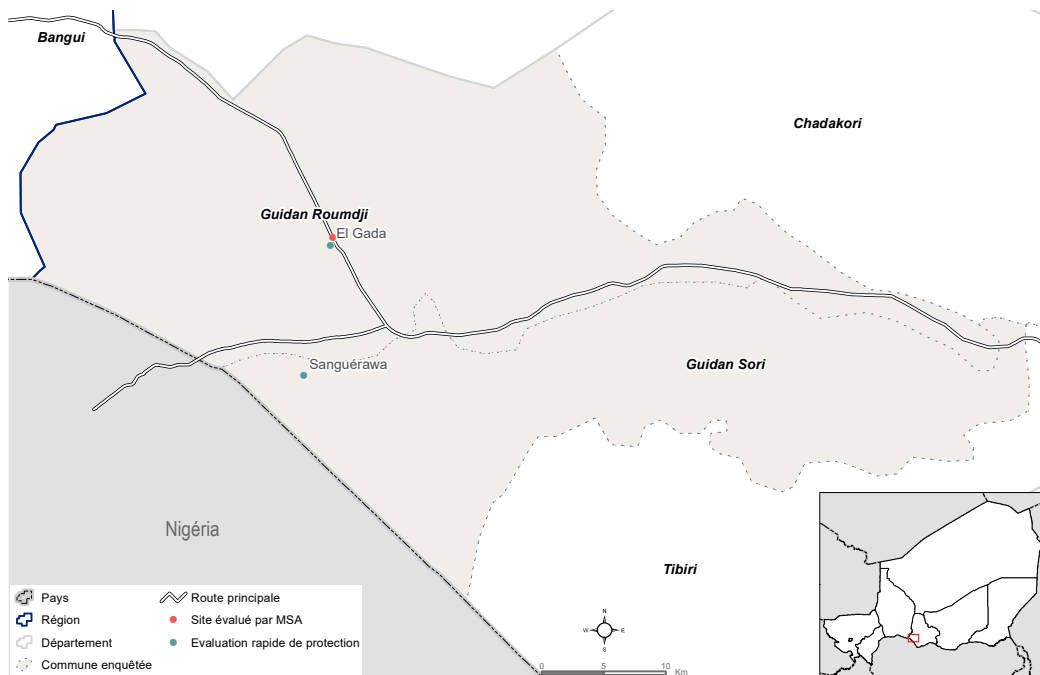 Bangui
Chadakori
Guidan Roumdji
El Gada
Sanguérawa
Guidan Sori
Nigéria
Tibiri
Pays
Région
Département
Commune enquêtée
Route principale
Site évalué par MSA
Evaluation rapide de protection
N
W E
S
0 5 10
Km